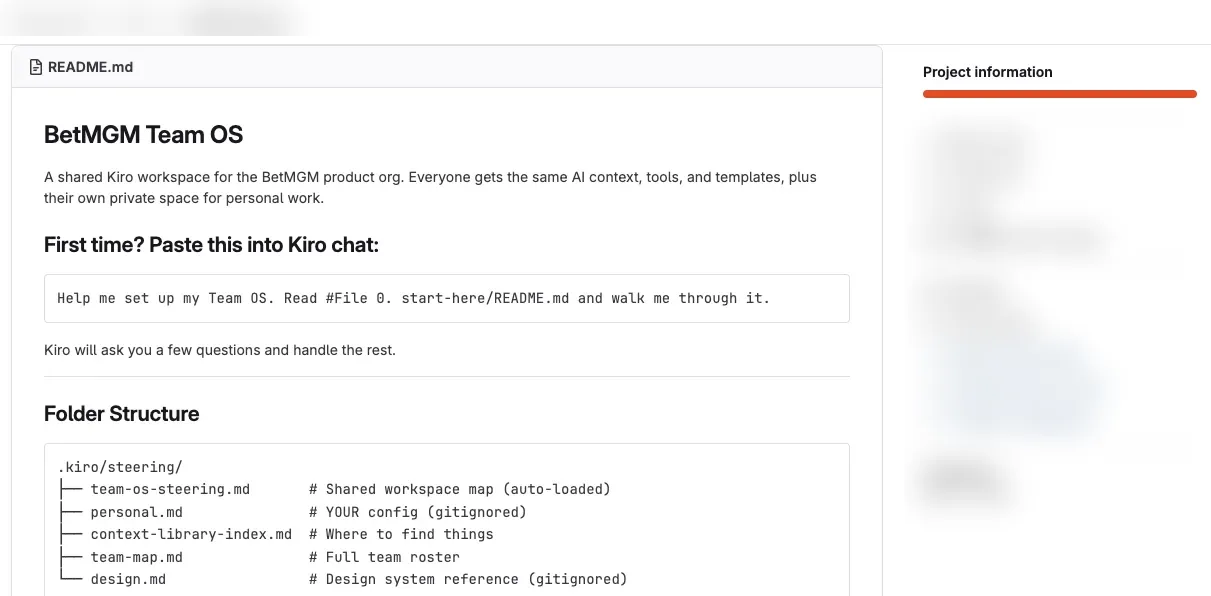 README.md
Project information
BetMGM Team OS
A shared Kiro workspace for the BetMGM product org. Everyone gets the same AI context, tools, and templates, plus
their own private space for personal work.
First time? Paste this into Kiro chat:
Help me set up my Team OS. Read #File 0. start-here/README.md and walk me through it.
Kiro will ask you a few questions and handle the rest.
Folder Structure
.kiro/steering/
├── team-os-steering.md       # Shared workspace map (auto-loaded)
├── personal.md               # YOUR config (gitignored)
├── context-library-index.md  # Where to find things
├── team-map.md               # Full team roster
└── design.md                 # Design system reference (gitignored)